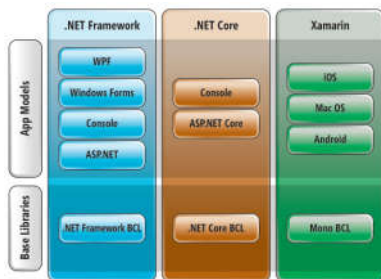 .NET Framework
.NET Core
Xamarin
App Models
WPF
Windows Forms
Console
ASP.NET
Console
ASP.NET Core
iOS
Mac OS
Android
Base Libraries
.NET Framework BCL
.NET Core BCL
Mono BCL